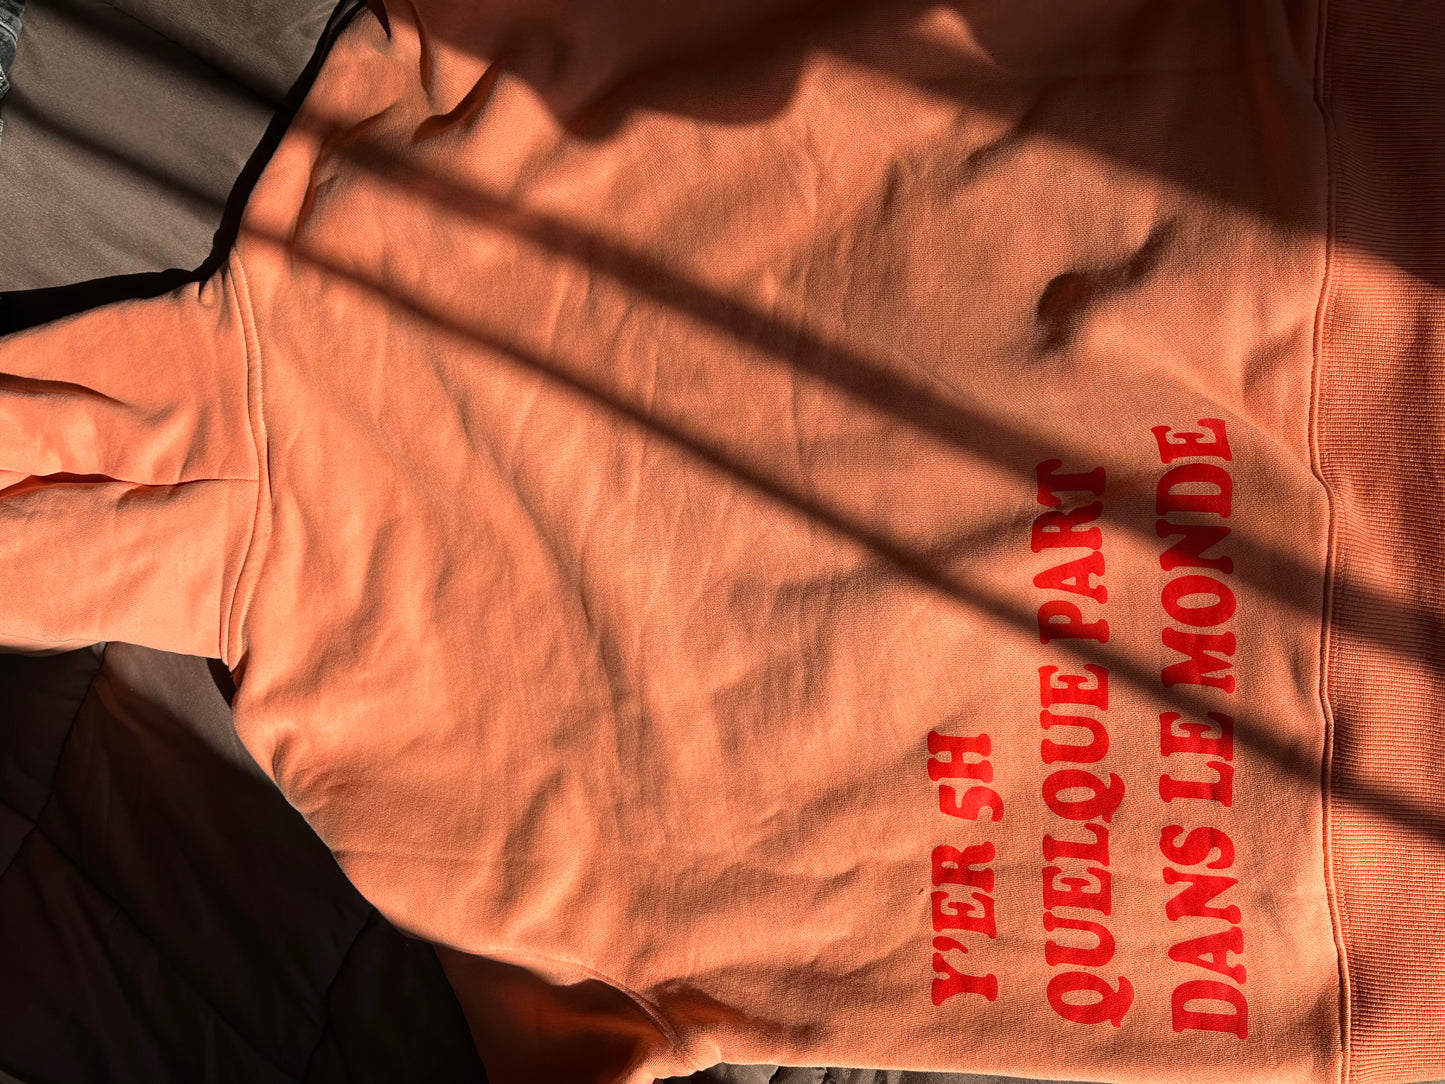 Y'ER 5H
QUELQUE PART
DANS LE MONDE